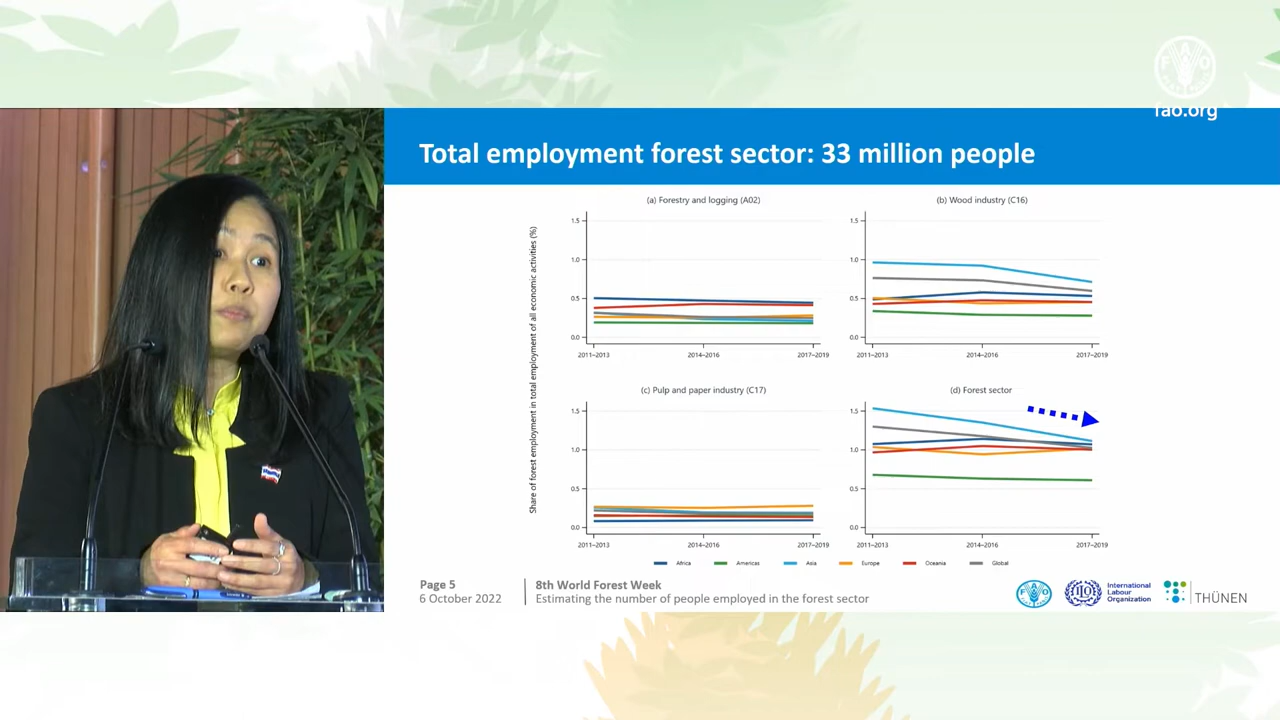 FAO
fao.org
Total employment forest sector: 33 million people
Share of forest employment in total employment of all economic activities (%)
(a) Forestry and logging (A02)
1.5
1.0
0.5
0.0
2011–2013
2014–2016
2017–2019
(b) Wood industry (C16)
1.5
1.0
0.5
0.0
2011–2013
2014–2016
2017–2019
(c) Pulp and paper industry (C17)
1.5
1.0
0.5
0.0
2011–2013
2014–2016
2017–2019
(d) Forest sector
1.5
1.0
0.5
0.0
2011–2013
2014–2016
2017–2019
Africa
Americas
Asia
Europe
Oceania
Global
Page 5
6 October 2022
8th World Forest Week
Estimating the number of people employed in the forest sector
FAO
ILO
International
Labour
Organization
THÜNEN